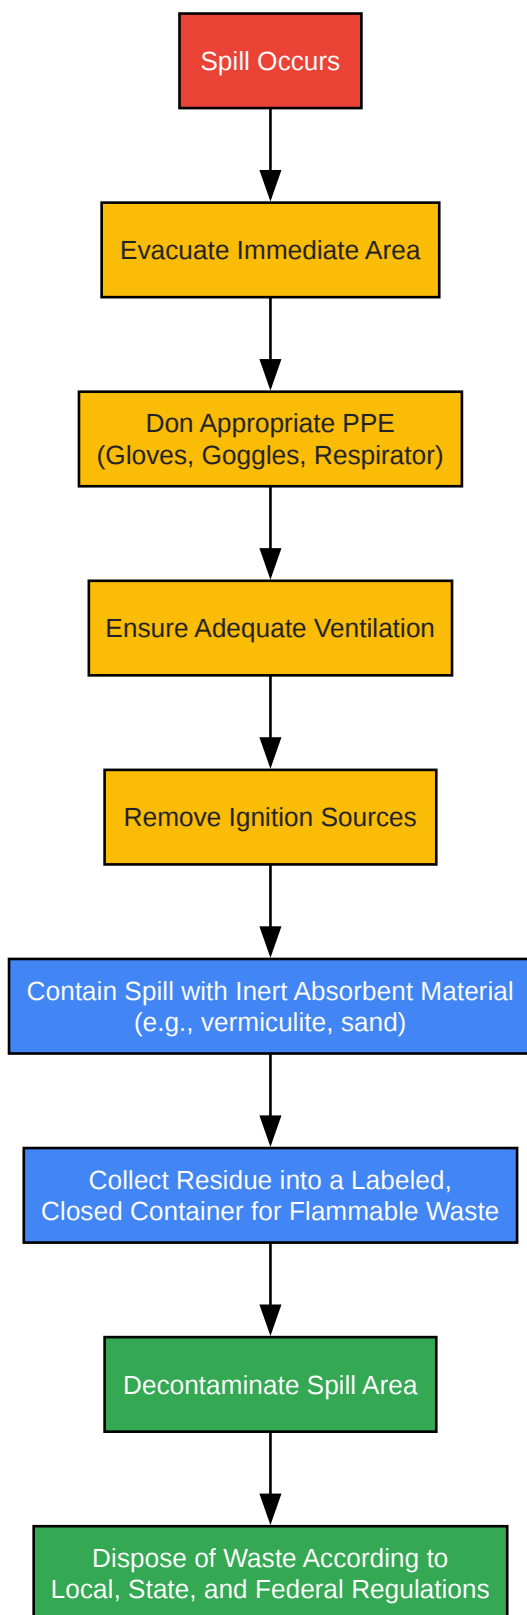 Spill Occurs
Evacuate Immediate Area
Don Appropriate PPE
(Gloves, Goggles, Respirator)
Ensure Adequate Ventilation
Remove Ignition Sources
Contain Spill with Inert Absorbent Material
(e.g., vermiculite, sand)
Collect Residue into a Labeled,
Closed Container for Flammable Waste
Decontaminate Spill Area
Dispose of Waste According to
Local, State, and Federal Regulations